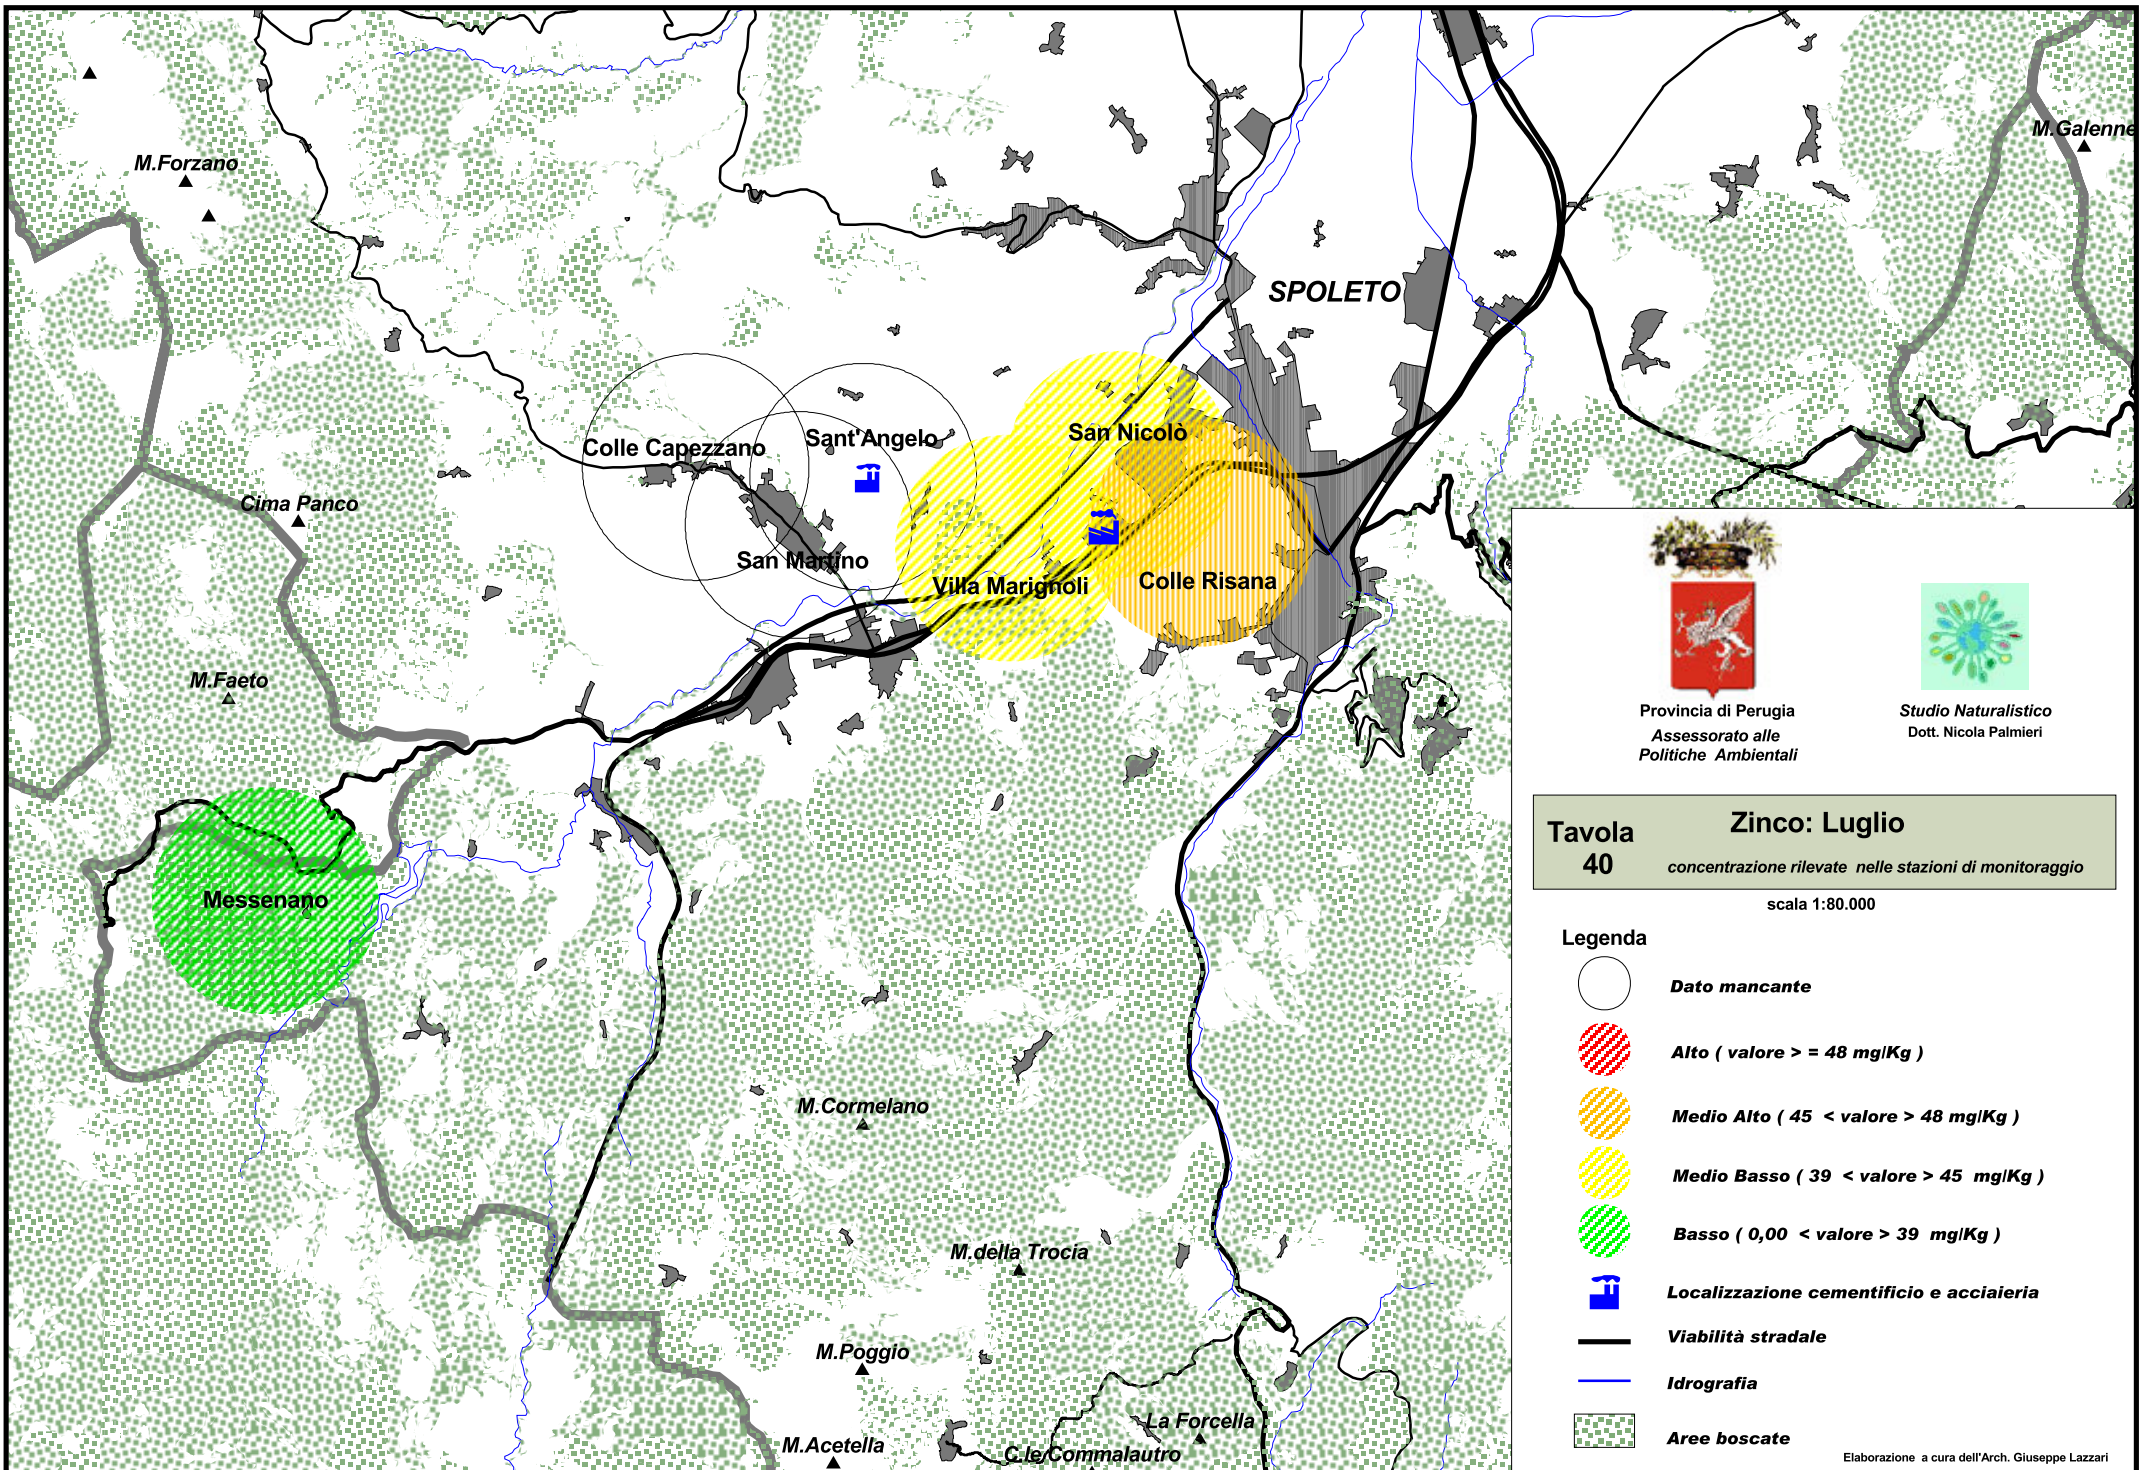 M.Galenne
M.Forzano
SPOLETO
San Nicolò
Sant'Angelo
Colle Capezzano
Cima Panco
San Martino
Colle Risana
Villa Marignoli
M.Faeto
Messenano
M.Cormelano
M.della Trocia
M.Poggio
La Forcella
M.Acetella
C.le Commalautro
Provincia di Perugia
Assessorato alle
Politiche Ambientali
Studio Naturalistico
Dott. Nicola Palmieri
Tavola
40
Zinco: Luglio
concentrazione rilevate nelle stazioni di monitoraggio
scala 1:80.000
Legenda
Dato mancante
Alto ( valore > = 48 mg/Kg )
Medio Alto ( 45 < valore > 48 mg/Kg )
Medio Basso ( 39 < valore > 45 mg/Kg )
Basso ( 0,00 < valore > 39 mg/Kg )
Localizzazione cementificio e acciaieria
Viabilità stradale
Idrografia
Aree boscate
Elaborazione a cura dell'Arch. Giuseppe Lazzari